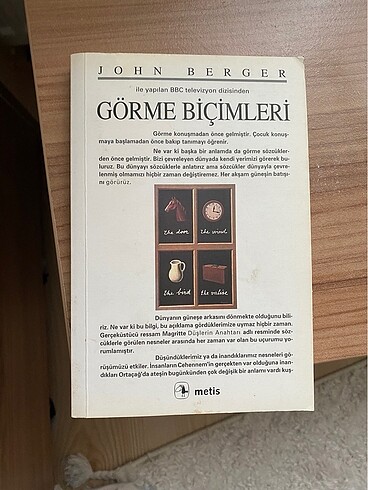 JOHN BERGER
ile yapılan BBC televizyon dizisinden
GÖRME BİÇİMLERİ
Görme konuşmadan önce gelmiştir. Çocuk konuş-
maya başlamadan önce bakıp tanımayı öğrenir.
Ne var ki başka bir anlamda da görme sözcükler-
den önce gelmiştir. Bizi çevreleyen dünyada kendi yerimizi görerek bu-
luruz. Bu dünyayı sözcüklerle anlatırız ama sözcükler dünyayla çevre-
lenmiş olmamızı hiçbir zaman değiştiremez. Her akşam güneşin batışı-
nı görürüz.
the door
the wind
the bird
the valise
Dünyanın güneşe arkasını dönmekte olduğunu bili-
riz. Ne var ki bu bilgi, bu açıklama gördüklerimize uymaz hiçbir zaman.
Gerçeküstücü ressam Magritte Düşlerin Anahtarı adlı resminde söz-
cüklerle görülen nesneler arasında her zaman var olan bu uçurumu yo-
rumlamıştır.
Düşündüklerimiz ya da inandıklarımız nesneleri gö-
rüşümüzü etkiler. İnsanların Cehennem'in gerçekten var olduğuna inan-
dıkları Ortaçağ'da ateşin bugünkünden çok değişik bir anlamı vardı kuş-
metis